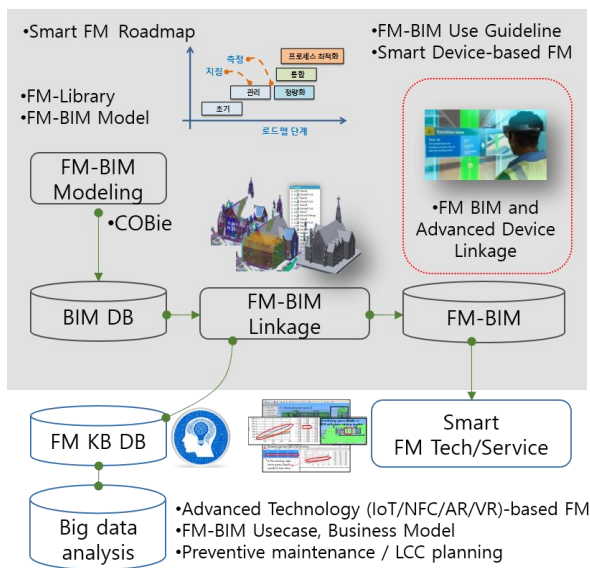 •Smart FM Roadmap
•FM-BIM Use Guideline
•Smart Device-based FM
측정
지침
프로세스 최적화
통합
관리
정량화
초기
로드맵 단계
•FM-Library
•FM-BIM Model
FM-BIM
Modeling
•COBie
•FM BIM and
Advanced Device
Linkage
BIM DB
FM-BIM
Linkage
FM-BIM
FM KB DB
Smart
FM Tech/Service
Big data
analysis
•Advanced Technology (IoT/NFC/AR/VR)-based FM
•FM-BIM Usecase, Business Model
•Preventive maintenance / LCC planning